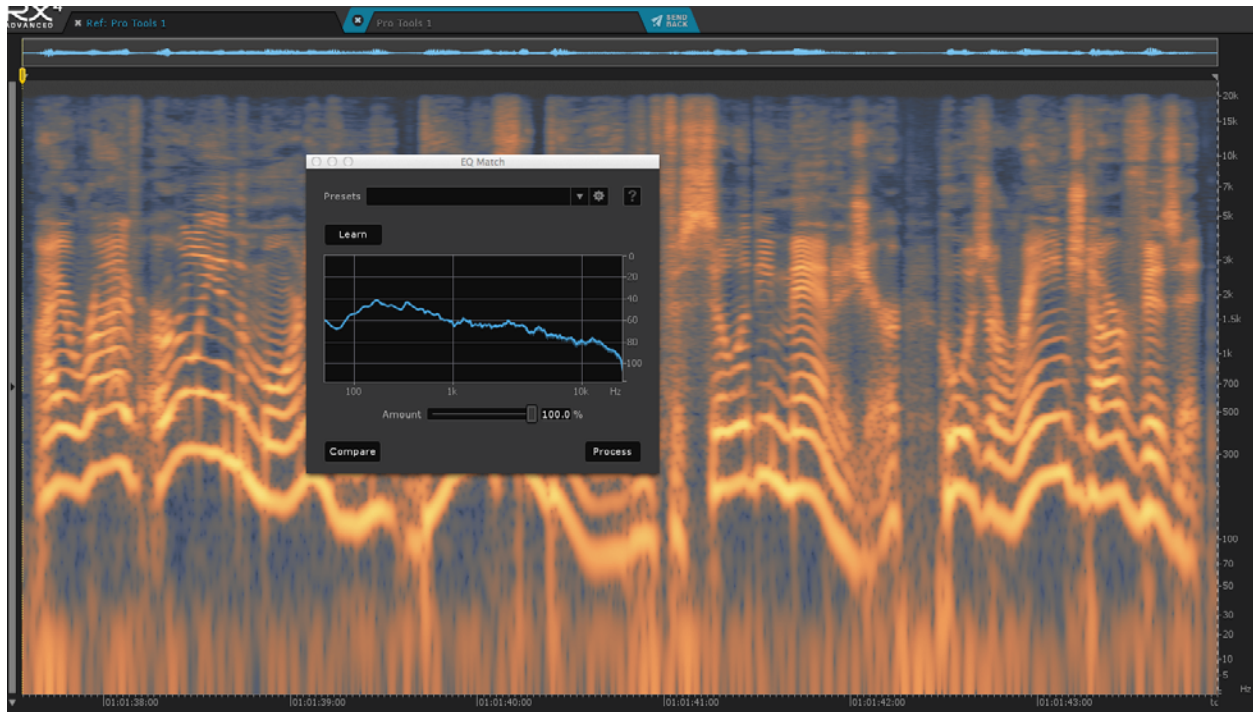 RX 4
ADVANCED
Ref: Pro Tools 1
Pro Tools 1
SEND
BACK
EQ Match
Presets
?
Learn
0
-20
-40
-60
-80
-100
100 1k 10k Hz
Amount 100.0 %
Compare Process
-20k
-15k
-10k
-7k
-5k
-3k
-2k
-1.5k
-1k
-700
-500
-300
-100
-70
-50
-30
-20
-10
-5
Hz
01:01:38:00 01:01:39:00 01:01:40:00 01:01:41:00 01:01:42:00 01:01:43:00 tc